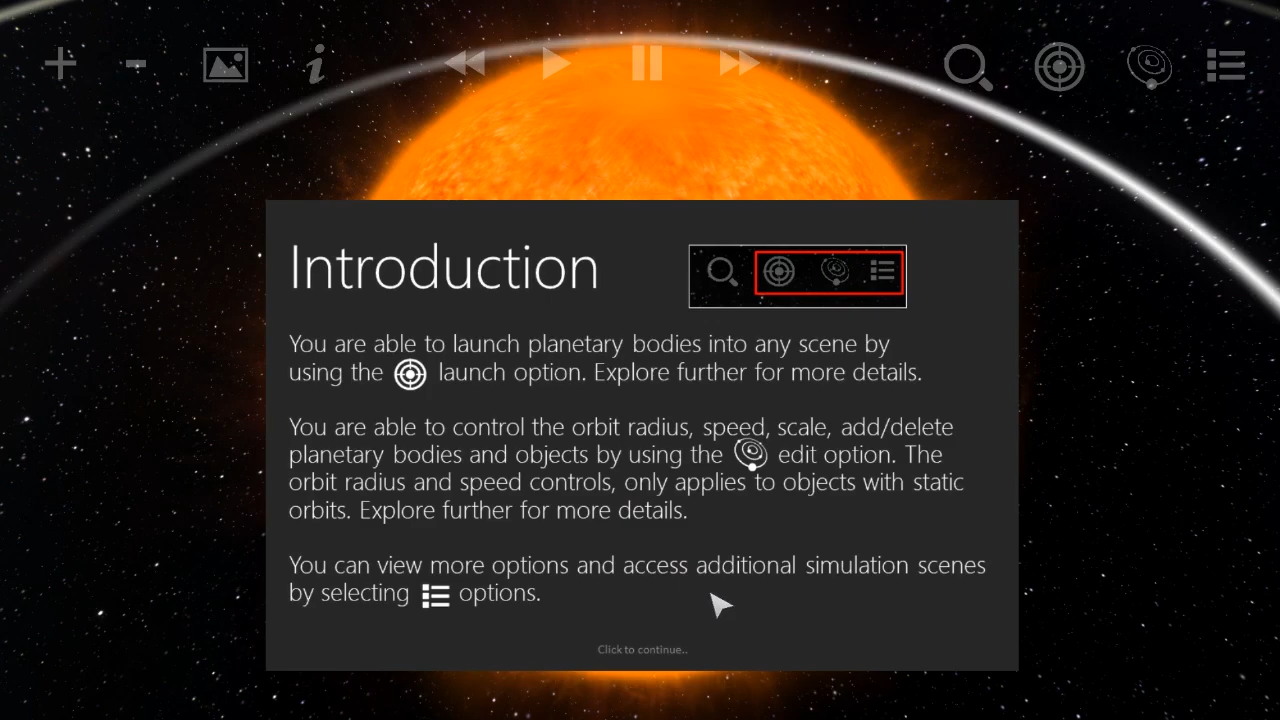 Introduction
You are able to launch planetary bodies into any scene by
using the launch option. Explore further for more details.
You are able to control the orbit radius, speed, scale, add/delete
planetary bodies and objects by using the edit option. The
orbit radius and speed controls, only applies to objects with static
orbits. Explore further for more details.
You can view more options and access additional simulation scenes
by selecting options.
Click to continue..